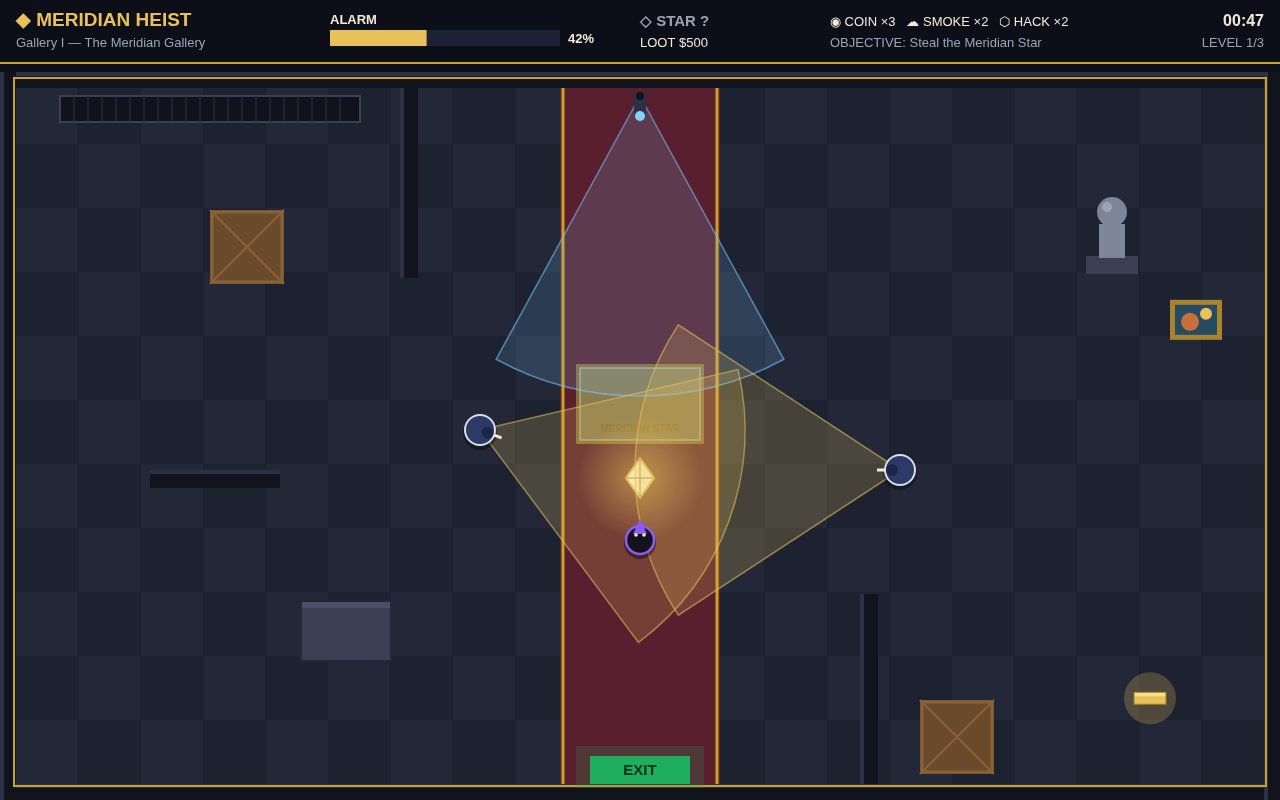 ◆ MERIDIAN HEIST
Gallery I — The Meridian Gallery
ALARM
42%
◇ STAR ?
LOOT $500
◉ COIN ×3 ☁ SMOKE ×2 ⬡ HACK ×2
OBJECTIVE: Steal the Meridian Star
00:47
LEVEL 1/3
MERIDIAN STAR
EXIT